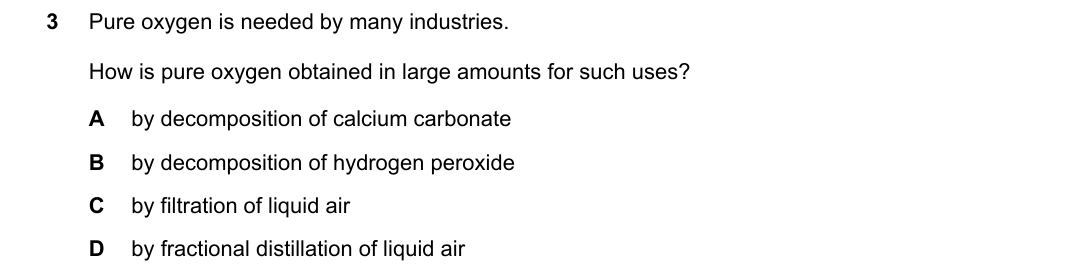 3 Pure oxygen is needed by many industries.
How is pure oxygen obtained in large amounts for such uses?
A by decomposition of calcium carbonate
B by decomposition of hydrogen peroxide
C by filtration of liquid air
D by fractional distillation of liquid air